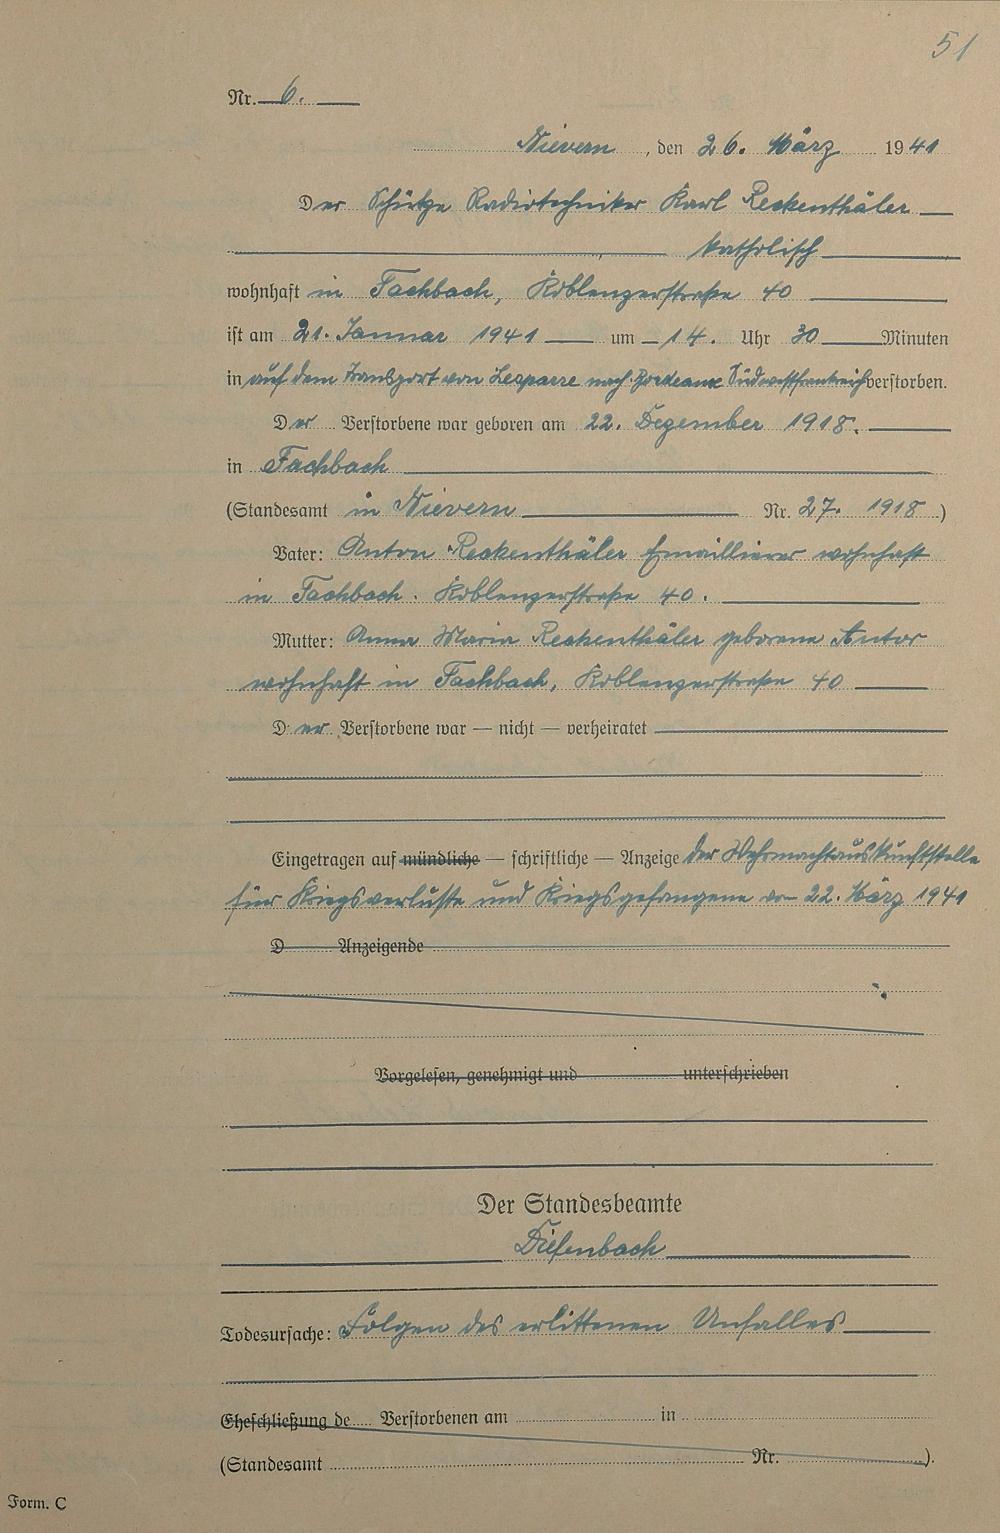 51
Nr. 6.
Nievern, den 26. März 1941
Der Schütze Radiotechniker Karl Reckenthäler
katholisch
wohnhaft in Fachbach, Koblenzerstraße 40
ist am 21. Januar 1941 um 14. Uhr 30 Minuten
in auf dem Transport von Lesparre nach Bordeaux Südwestfrankreich verstorben.
Der Verstorbene war geboren am 22. Dezember 1918.
in Fachbach
(Standesamt in Nievern Nr. 27. 1918)
Vater: Anton Reckenthäler Emaillierer wohnhaft
in Fachbach. Koblenzerstraße 40.
Mutter: Anna Maria Reckenthäler geborene Antor
wohnhaft in Fachbach, Koblenzerstraße 40
Der Verstorbene war — nicht — verheiratet
Eingetragen auf mündliche — schriftliche — Anzeige der Wehrmachtauskunftstelle
für Kriegsverluste und Kriegsgefangene vom 22. März 1941
D Anzeigende
Vorgelesen, genehmigt und unterschrieben
Der Standesbeamte
Diefenbach
Todesursache: Folgen des erlittenen Unfalles
Eheschließung de Verstorbenen am in
(Standesamt Nr. ).
Form. C